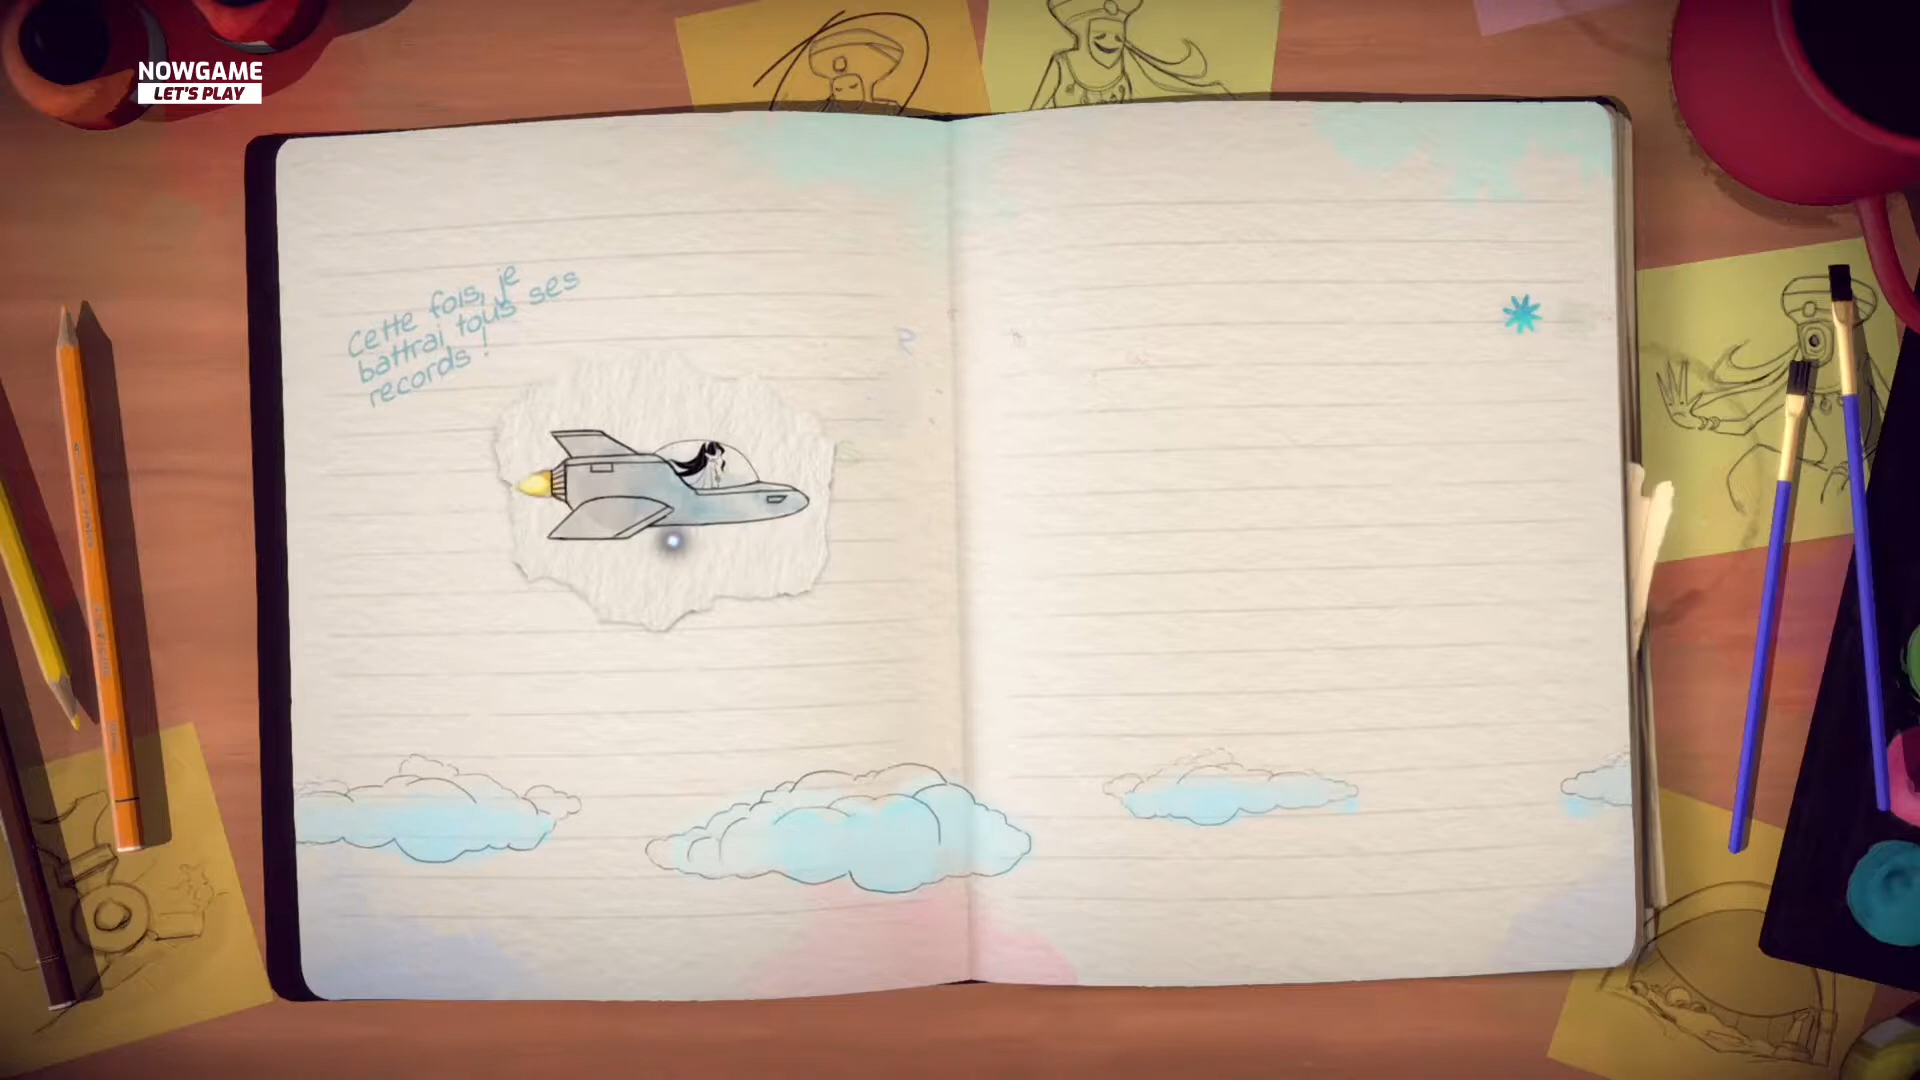 NOWGAME
LET'S PLAY
Cette fois, je
battrai tous ses
records !